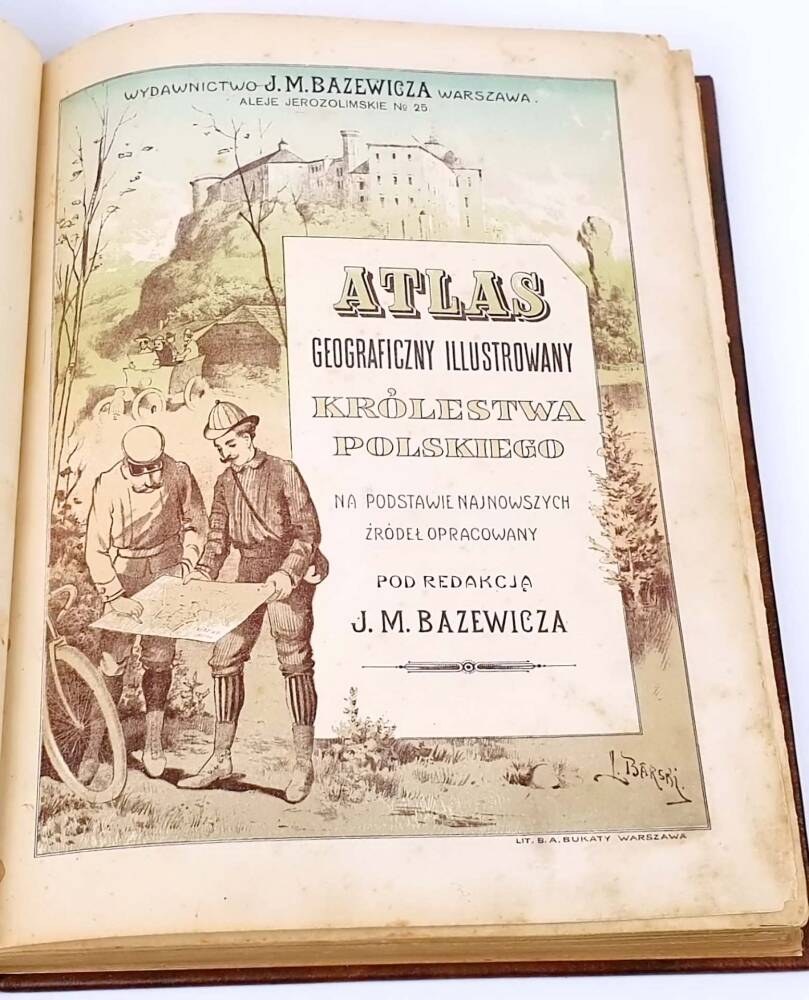 WYDAWNICTWO J. M. BAZEWICZA WARSZAWA.
ALEJE JEROZOLIMSKIE No 25
ATLAS
GEOGRAFICZNY ILLUSTROWANY
KRÓLESTWA
POLSKIEGO
NA PODSTAWIE NAJNOWSZYCH
ŹRÓDEŁ OPRACOWANY
POD REDAKCJĄ
J. M. BAZEWICZA
J. BARSKI.
LIT. B. A. BUKATY WARSZAWA